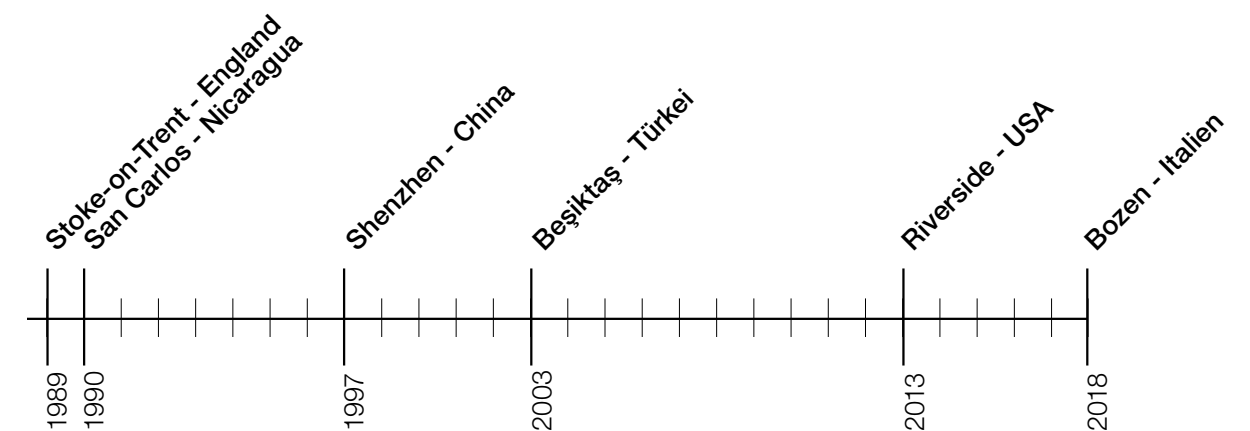 Stoke-on-Trent - England
San Carlos - Nicaragua
Shenzhen - China
Beşiktaş - Türkei
Riverside - USA
Bozen - Italien
1989
1990
1997
2003
2013
2018